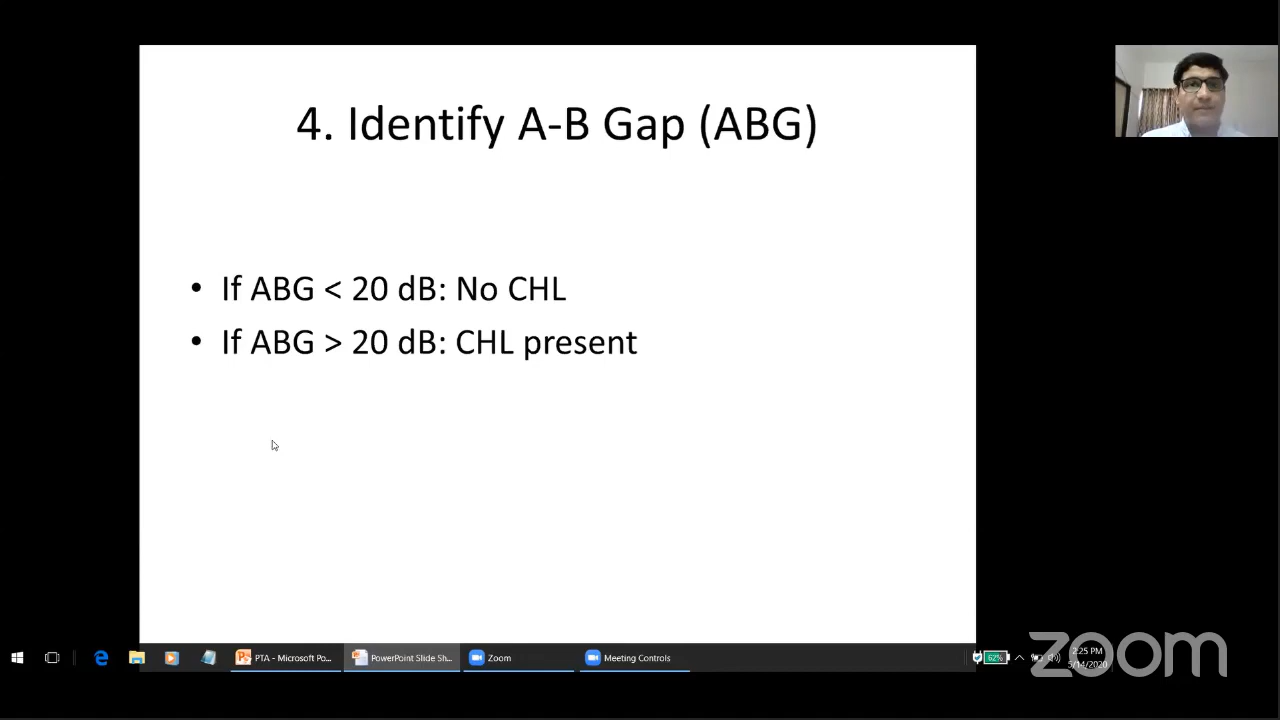 4. Identify A-B Gap (ABG)
• If ABG < 20 dB: No CHL
• If ABG > 20 dB: CHL present
PTA - Microsoft Po...
PowerPoint Slide Sh...
Zoom
Meeting Controls
62%
2:25 PM
5/14/2020
zoom